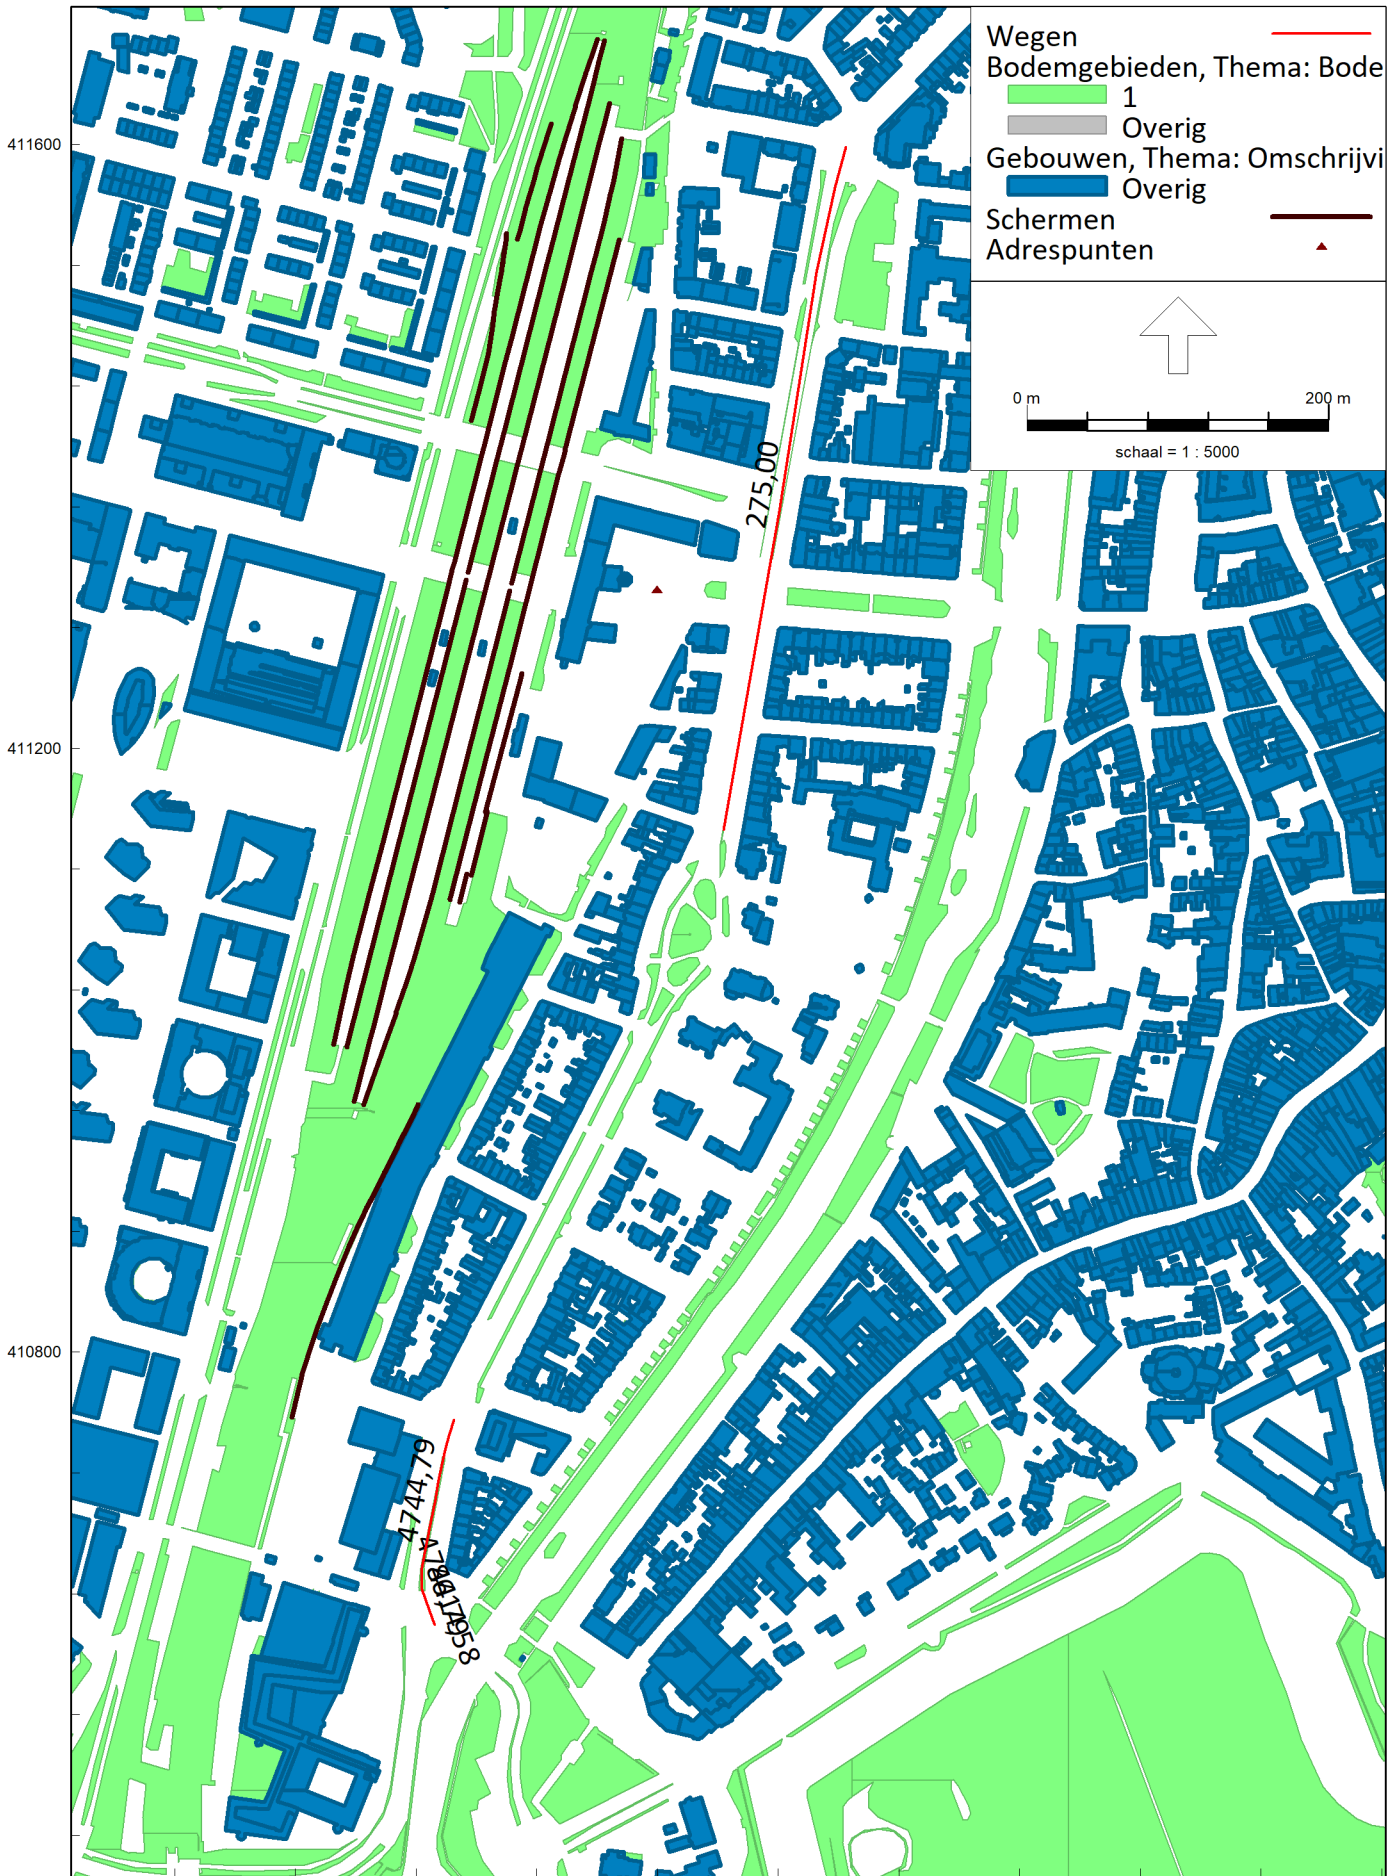 Wegen
Bodemgebieden, Thema: Bode
1
Overig
Gebouwen, Thema: Omschrijvi
Overig
Schermen
Adrespunten
0 m 200 m
schaal = 1 : 5000
411600
275,00
411200
410800
4744,79